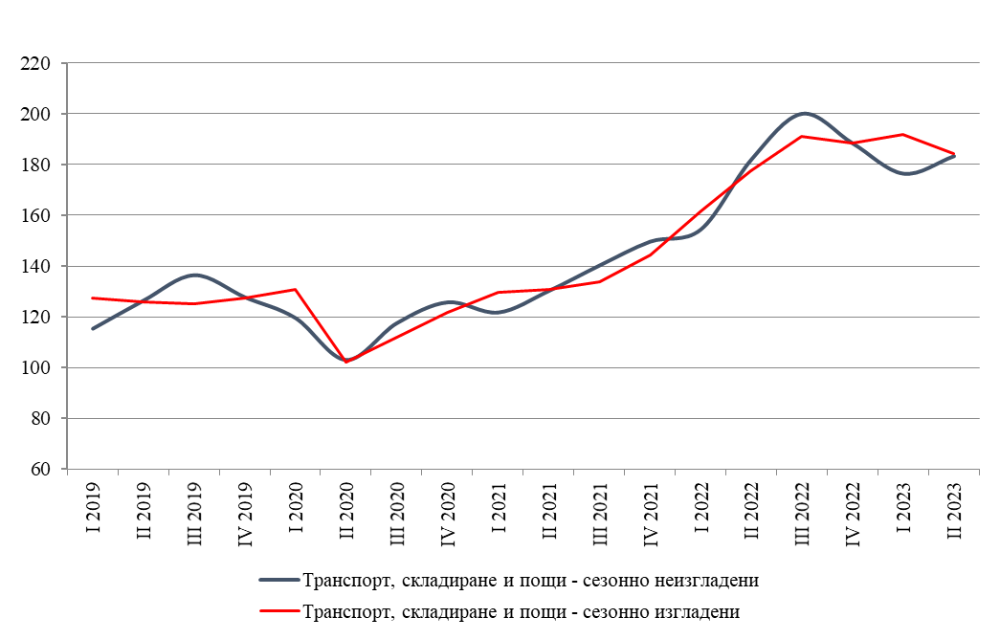 220
200
180
160
140
120
100
80
60
I 2019
II 2019
III 2019
IV 2019
I 2020
II 2020
III 2020
IV 2020
I 2021
II 2021
III 2021
IV 2021
I 2022
II 2022
III 2022
IV 2022
I 2023
II 2023
Транспорт, складиране и пощи - сезонно неизгладени
Транспорт, складиране и пощи - сезонно изгладени